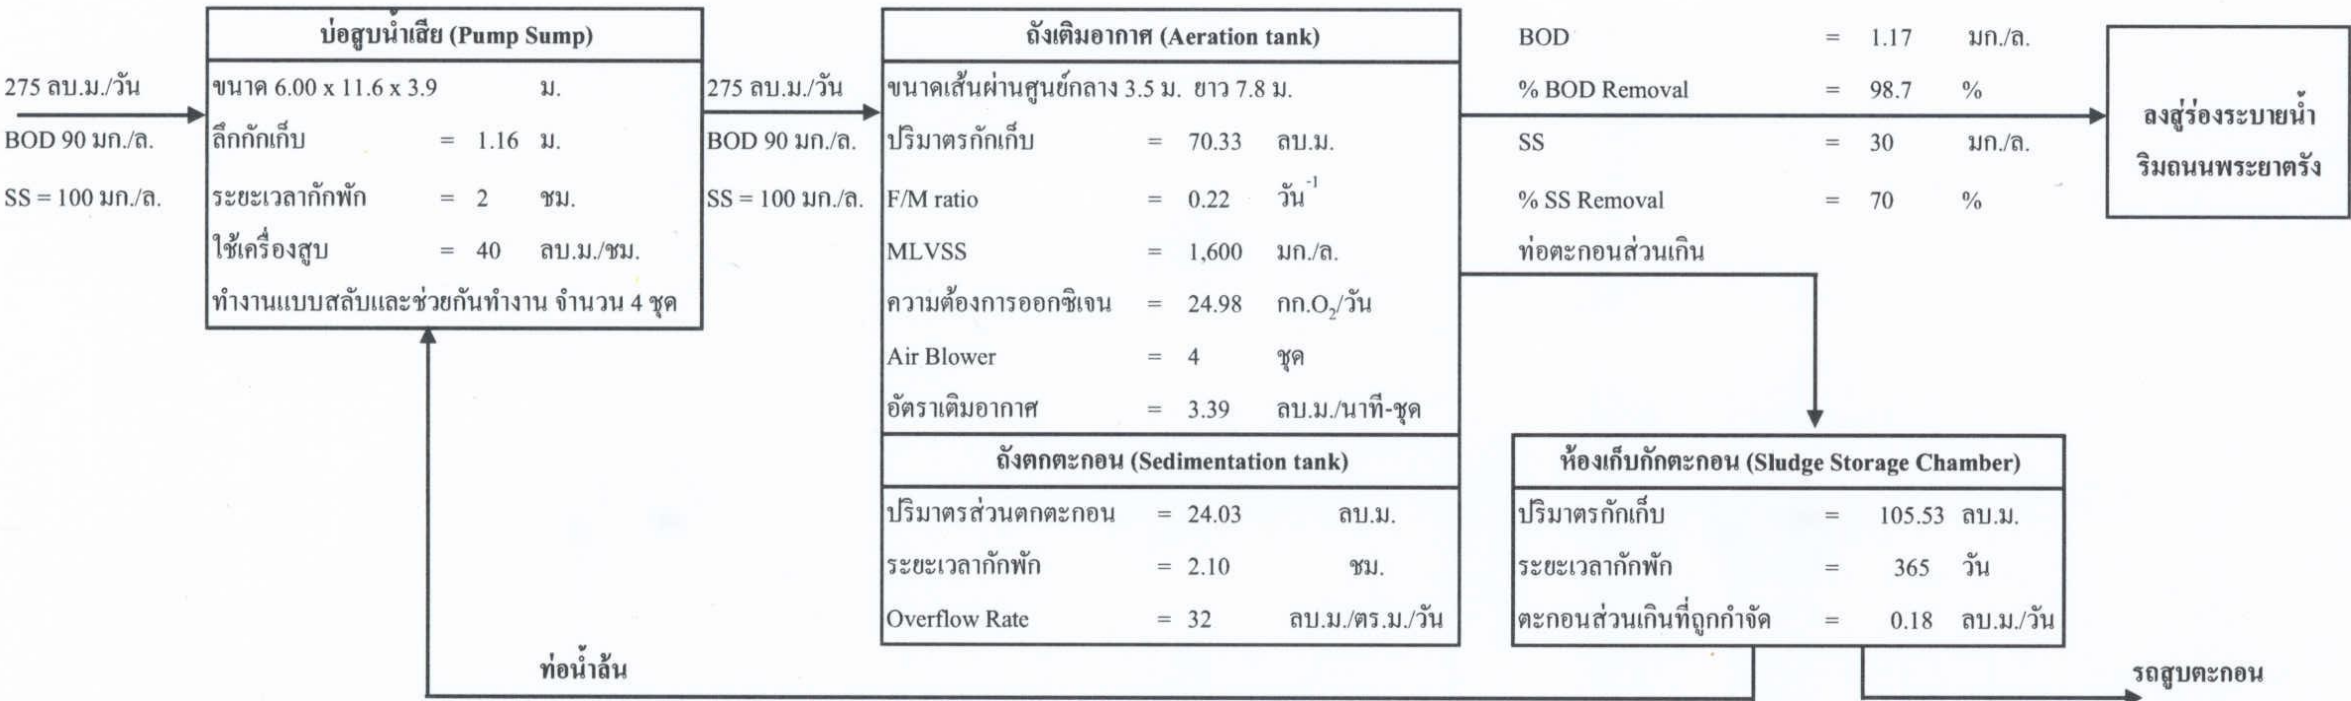 275 ลบ.ม./วัน
BOD 90 มก./ล.
SS = 100 มก./ล.
บ่อสูบน้ำเสีย (Pump Sump)
ขนาด 6.00 x 11.6 x 3.9 ม.
ลึกกักเก็บ = 1.16 ม.
ระยะเวลากักพัก = 2 ชม.
ใช้เครื่องสูบ = 40 ลบ.ม./ชม.
ทำงานแบบสลับและช่วยกันทำงาน จำนวน 4 ชุด
275 ลบ.ม./วัน
BOD 90 มก./ล.
SS = 100 มก./ล.
ถังเติมอากาศ (Aeration tank)
ขนาดเส้นผ่านศูนย์กลาง 3.5 ม. ยาว 7.8 ม.
ปริมาตรกักเก็บ = 70.33 ลบ.ม.
F/M ratio = 0.22 วัน⁻¹
MLVSS = 1,600 มก./ล.
ความต้องการออกซิเจน = 24.98 กก.O₂/วัน
Air Blower = 4 ชุด
อัตราเติมอากาศ = 3.39 ลบ.ม./นาที-ชุด
ถังตกตะกอน (Sedimentation tank)
ปริมาตรส่วนตกตะกอน = 24.03 ลบ.ม.
ระยะเวลากักพัก = 2.10 ชม.
Overflow Rate = 32 ลบ.ม./ตร.ม./วัน
BOD = 1.17 มก./ล.
% BOD Removal = 98.7 %
SS = 30 มก./ล.
% SS Removal = 70 %
ท่อตะกอนส่วนเกิน
ลงสู่ร่องระบายน้ำ
ริมถนนพระยาตรัง
ห้องเก็บกักตะกอน (Sludge Storage Chamber)
ปริมาตรกักเก็บ = 105.53 ลบ.ม.
ระยะเวลากักพัก = 365 วัน
ตะกอนส่วนเกินที่ถูกกำจัด = 0.18 ลบ.ม./วัน
ท่อน้ำล้น
รถสูบตะกอน